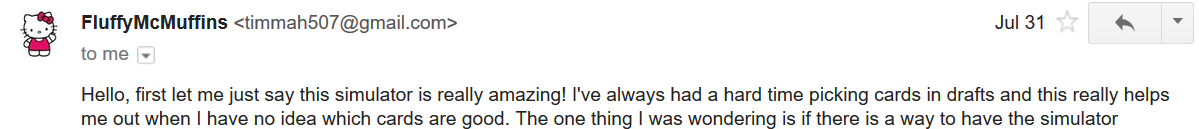 FluffyMcMuffins <timmah507@gmail.com> Jul 31
to me
Hello, first let me just say this simulator is really amazing! I've always had a hard time picking cards in drafts and this really helps
me out when I have no idea which cards are good. The one thing I was wondering is if there is a way to have the simulator